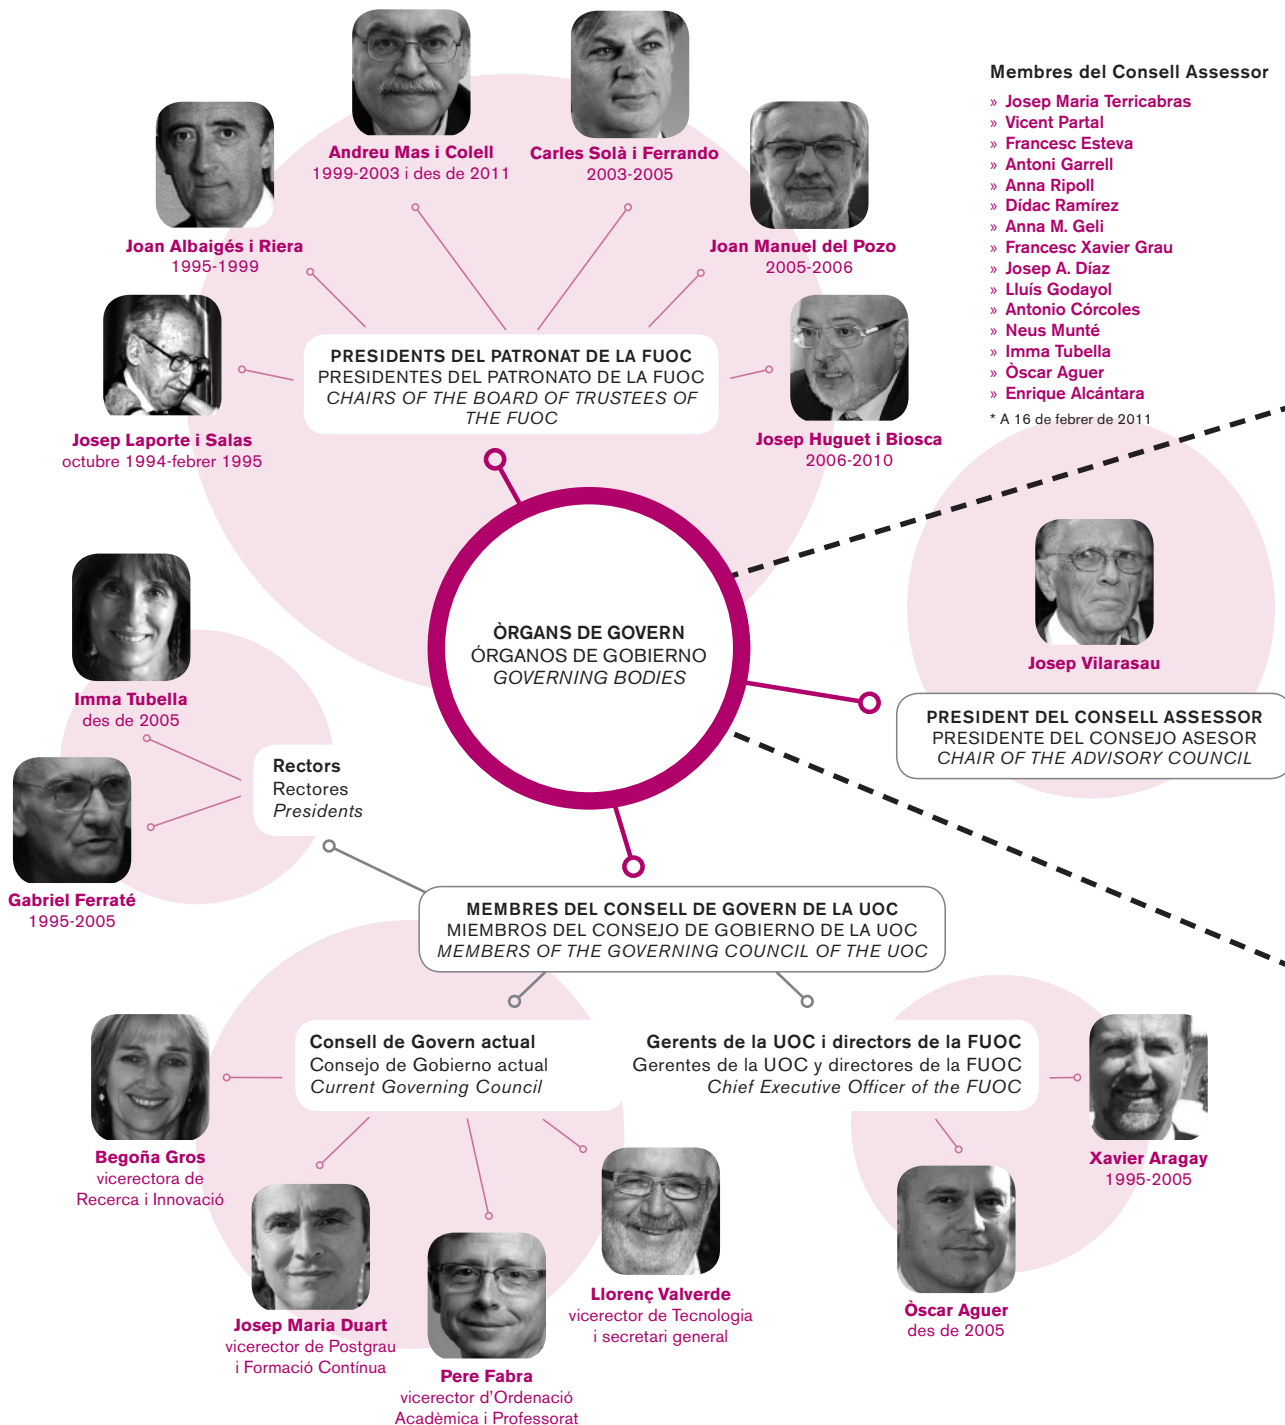 Andreu Mas i Colell
1999-2003 i des de 2011
Carles Solà i Ferrando
2003-2005
Joan Albaigés i Riera
1995-1999
Joan Manuel del Pozo
2005-2006
Josep Laporte i Salas
octubre 1994-febrer 1995
Josep Huguet i Biosca
2006-2010
PRESIDENTS DEL PATRONAT DE LA FUOC
PRESIDENTES DEL PATRONATO DE LA FUOC
CHAIRS OF THE BOARD OF TRUSTEES OF
THE FUOC
Membres del Consell Assessor
» Josep Maria Terricabras
» Vicent Partal
» Francesc Esteva
» Antoni Garrell
» Anna Ripoll
» Dídac Ramírez
» Anna M. Geli
» Francesc Xavier Grau
» Josep A. Díaz
» Lluís Godayol
» Antonio Córcoles
» Neus Munté
» Imma Tubella
» Òscar Aguer
» Enrique Alcántara
* A 16 de febrer de 2011
ÒRGANS DE GOVERN
ÓRGANOS DE GOBIERNO
GOVERNING BODIES
Josep Vilarasau
PRESIDENT DEL CONSELL ASSESSOR
PRESIDENTE DEL CONSEJO ASESOR
CHAIR OF THE ADVISORY COUNCIL
Imma Tubella
des de 2005
Rectors
Rectores
Presidents
Gabriel Ferraté
1995-2005
MEMBRES DEL CONSELL DE GOVERN DE LA UOC
MIEMBROS DEL CONSEJO DE GOBIERNO DE LA UOC
MEMBERS OF THE GOVERNING COUNCIL OF THE UOC
Consell de Govern actual
Consejo de Gobierno actual
Current Governing Council
Gerents de la UOC i directors de la FUOC
Gerentes de la UOC y directores de la FUOC
Chief Executive Officer of the FUOC
Begoña Gros
vicerectora de
Recerca i Innovació
Josep Maria Duart
vicerector de Postgrau
i Formació Contínua
Pere Fabra
vicerector d'Ordenació
Acadèmica i Professorat
Llorenç Valverde
vicerector de Tecnologia
i secretari general
Òscar Aguer
des de 2005
Xavier Aragay
1995-2005